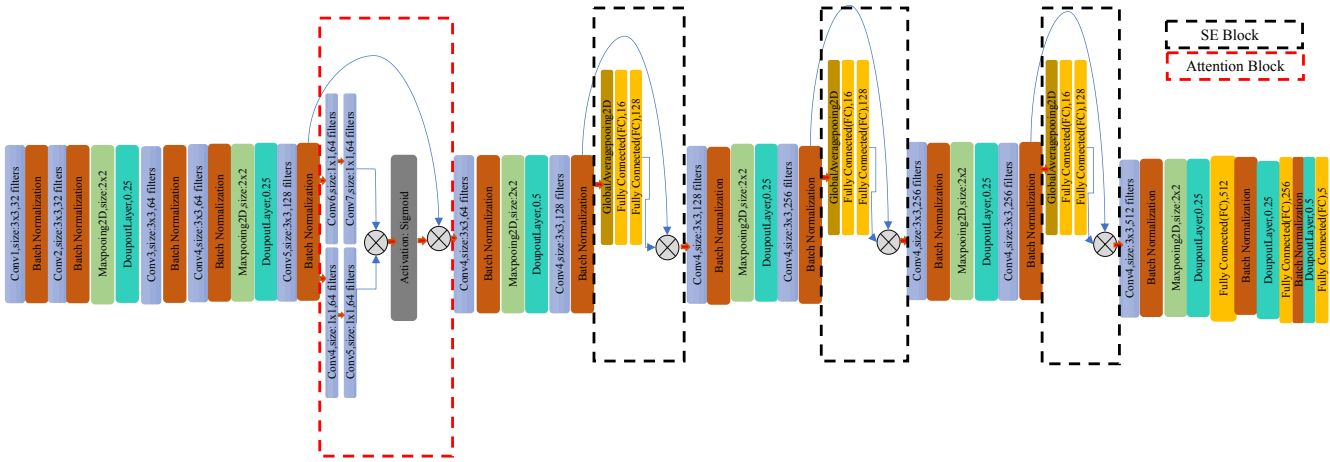 SE Block
Attention Block
Conv1,size:3x3,32 filters
Batch Normalization
Conv2,size:3x3,32 filters
Batch Normalization
Maxpooing2D,size:2x2
DoupoutLayer,0.25
Conv3,size:3x3,64 filters
Batch Normalization
Conv4,size:3x3,64 filters
Batch Normalization
Maxpooing2D,size:2x2
DoupoutLayer,0.25
Conv5,size:3x3,128 filters
Batch Normalization
Conv6,size:1x1,64 filters
Conv7,size:1x1,64 filters
Conv4,size:1x1,64 filters
Conv5,size:1x1,64 filters
Activation: Sigmoid
Conv4,size:3x3,64 filters
Batch Normalization
Maxpooing2D,size:2x2
Doupout,0.5
Conv4,size:3x3,128 filters
Batch Normalization
GlobalAveragepooing2D
Fully Connected(FC),16
Fully Connected(FC),128
Conv4,size:3x3,128 filters
Batch Normalization
Maxpooing2D,size:2x2
DoupoutLayer,0.25
Conv4,size:3x3,256 filters
Batch Normalization
GlobalAveragepooing2D
Fully Connected(FC),16
Fully Connected(FC),128
Conv4,size:3x3,256 filters
Batch Normalization
Maxpooing2D,size:2x2
DoupoutLayer,0.25
Conv4,size:3x3,256 filters
Batch Normalization
GlobalAveragepooing2D
Fully Connected(FC),16
Fully Connected(FC),128
Conv4,size:3x3,512 filters
Batch Normalization
Maxpooing2D,size:2x2
DoupoutLayer,0.25
Fully Connected(FC),512
Batch Normalization
DoupoutLayer,0.25
Fully Connected(FC),256
Batch Normalization
DoupoutLayer,0.5
Fully Connected(FC),5